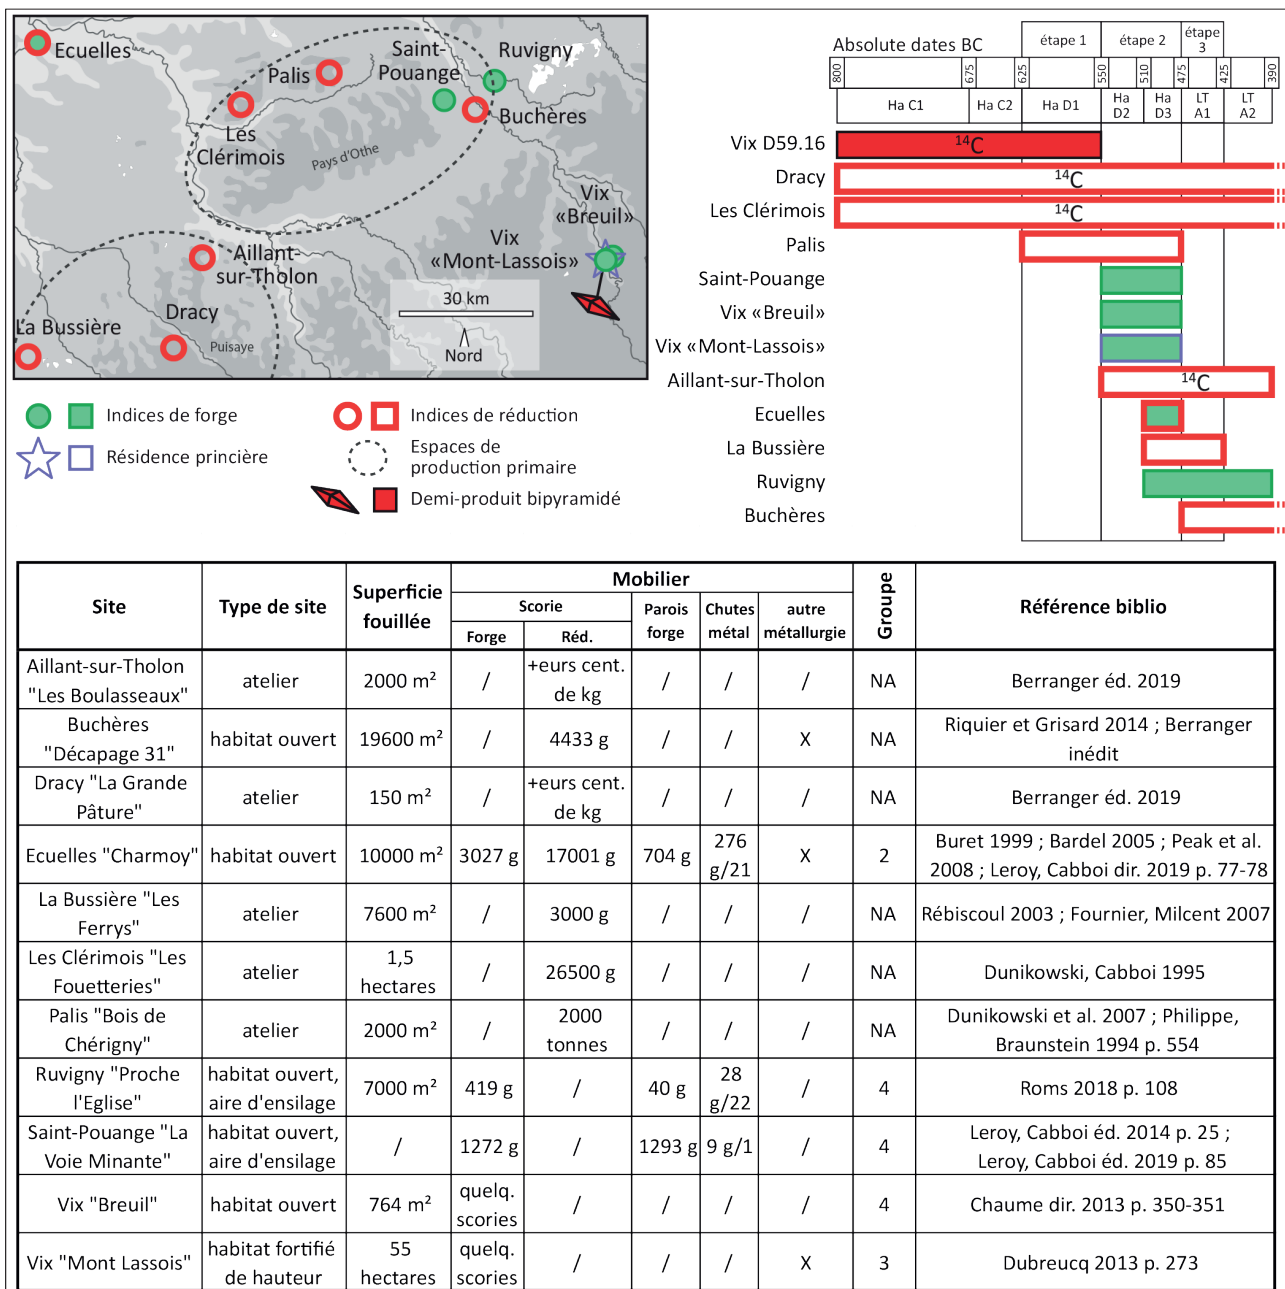 Ecuelles
Palis
Saint-
Pouange
Ruvigny
Buchères
Les
Clérimois
Pays d'Othe
Vix
«Breuil»
Vix
«Mont-Lassois»
Aillant-
sur-Tholon
30 km
Nord
Dracy
La Bussière
Puisaye
Indices de forge
Indices de réduction
Résidence princière
Espaces de
production primaire
Demi-produit bipyramidé
étape 1
étape 2
étape
3
Absolute dates BC
800
675
625
550
510
475
425
390
Ha C1
Ha C2
Ha D1
Ha
D2
Ha
D3
LT
A1
LT
A2
Vix D59.16
14C
Dracy
14C
Les Clérimois
14C
Palis
Saint-Pouange
Vix «Breuil»
Vix «Mont-Lassois»
Aillant-sur-Tholon
14C
Ecuelles
La Bussière
Ruvigny
Buchères
Site
Type de site
Superficie
fouillée
Mobilier
Scorie
Forge
Réd.
Parois
forge
Chutes
métal
autre
métallurgie
Groupe
Référence biblio
Aillant-sur-Tholon
"Les Boulasseaux"
atelier
2000 m²
/
+eurs cent.
de kg
/
/
/
NA
Berranger éd. 2019
Buchères
"Décapage 31"
habitat ouvert
19600 m²
/
4433 g
/
/
X
NA
Riquier et Grisard 2014 ; Berranger
inédit
Dracy "La Grande
Pâture"
atelier
150 m²
/
+eurs cent.
de kg
/
/
/
NA
Berranger éd. 2019
Ecuelles "Charmoy"
habitat ouvert
10000 m²
3027 g
17001 g
704 g
276
g/21
X
2
Buret 1999 ; Bardel 2005 ; Peak et al.
2008 ; Leroy, Cabboi dir. 2019 p. 77-78
La Bussière "Les
Ferrys"
atelier
7600 m²
/
3000 g
/
/
/
NA
Rébiscoul 2003 ; Fournier, Milcent 2007
Les Clérimois "Les
Fouetteries"
atelier
1,5
hectares
/
26500 g
/
/
/
NA
Dunikowski, Cabboi 1995
Palis "Bois de
Chérigny"
atelier
2000 m²
/
2000
tonnes
/
/
/
NA
Dunikowski et al. 2007 ; Philippe,
Braunstein 1994 p. 554
Ruvigny "Proche
l'Eglise"
habitat ouvert,
aire d'ensilage
7000 m²
419 g
/
40 g
28
g/22
/
4
Roms 2018 p. 108
Saint-Pouange "La
Voie Minante"
habitat ouvert,
aire d'ensilage
/
1272 g
/
1293 g
9 g/1
/
4
Leroy, Cabboi éd. 2014 p. 25 ;
Leroy, Cabboi éd. 2019 p. 85
Vix "Breuil"
habitat ouvert
764 m²
quelq.
scories
/
/
/
/
4
Chaume dir. 2013 p. 350-351
Vix "Mont Lassois"
habitat fortifié
de hauteur
55
hectares
quelq.
scories
/
/
/
X
3
Dubreucq 2013 p. 273